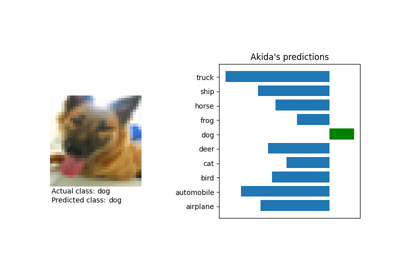 Akida's predictions
truck
ship
horse
frog
dog
deer
cat
bird
automobile
airplane
Actual class: dog
Predicted class: dog